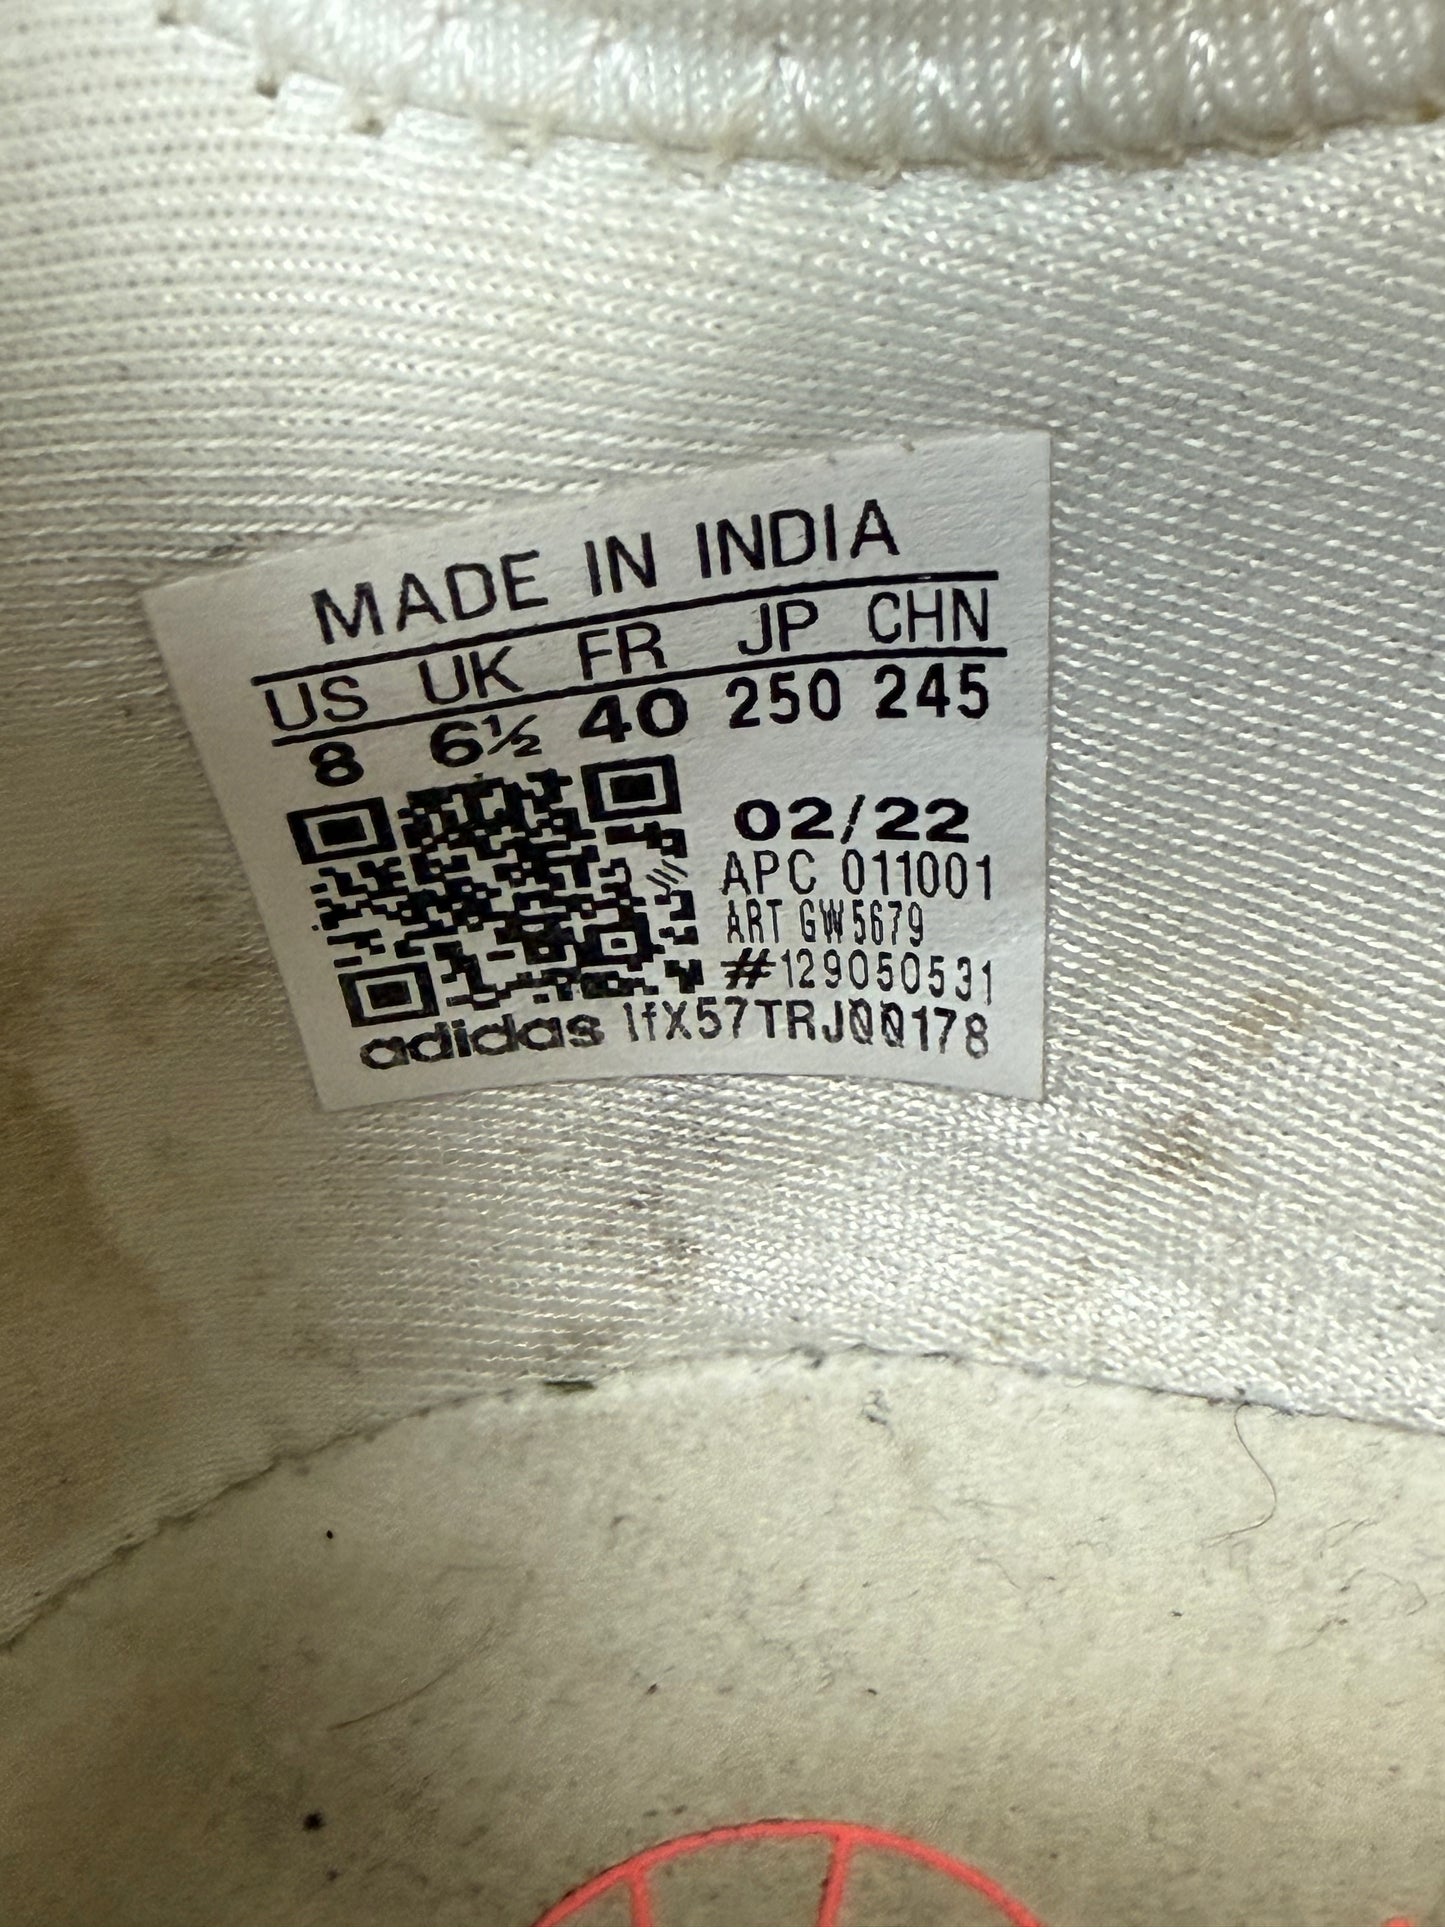 MADE IN INDIA
US UK FR JP CHN
8 6½ 40 250 245
02/22
APC 011001
ART GW5679
#129050531
adidas 1fX57TRJ00178